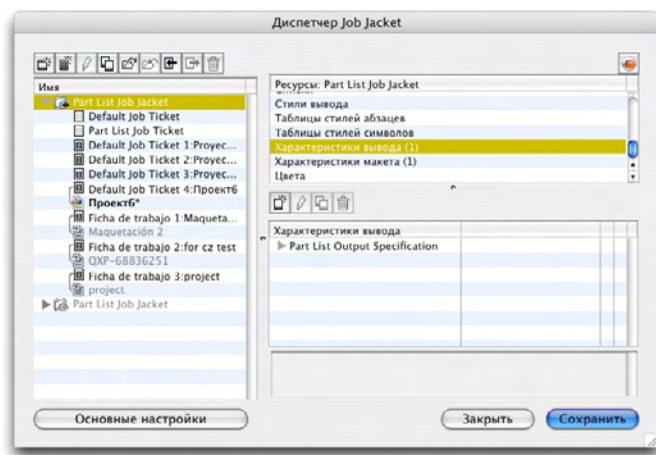 Диспетчер Job Jacket
Имя
Part List Job Jacket
Default Job Ticket
Part List Job Ticket
Default Job Ticket 1:Proyec...
Default Job Ticket 2:Proyec...
Default Job Ticket 3:Proyec...
Default Job Ticket 4:Проект6
Проект6*
Ficha de trabajo 1:Maqueta...
Maquetación 2
Ficha de trabajo 2:for cz test
QXP-68836251
Ficha de trabajo 3:project
project
Part List Job Jacket
Основные настройки
Ресурсы: Part List Job Jacket
Стили вывода
Таблицы стилей абзацев
Таблицы стилей символов
Характеристики вывода (1)
Характеристики макета (1)
Цвета
Характеристики вывода
Part List Output Specification
Закрыть
Сохранить